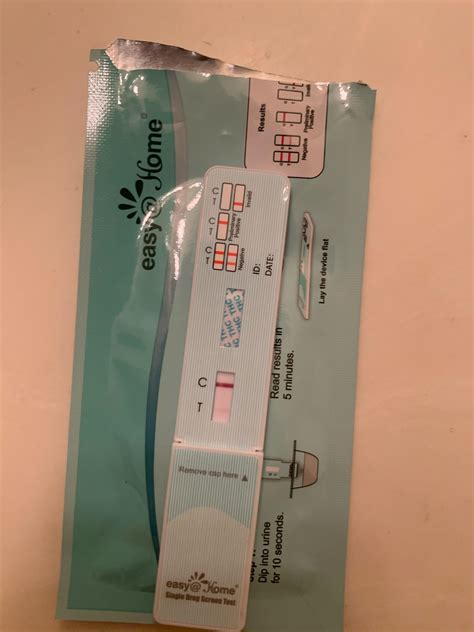 easy@Home®
Results
C
T
Negative
C
T
Preliminary
Positive
C
T
Invalid
Lay the device flat
Read results in
5 minutes.
Dip into urine
for 10 seconds.
C
T
Negative
Preliminary
Positive
Invalid
ID:
DATE:
THC THC THC
C
T
Remove cap here ▲
easy@Home®
Single Drug Screen Test